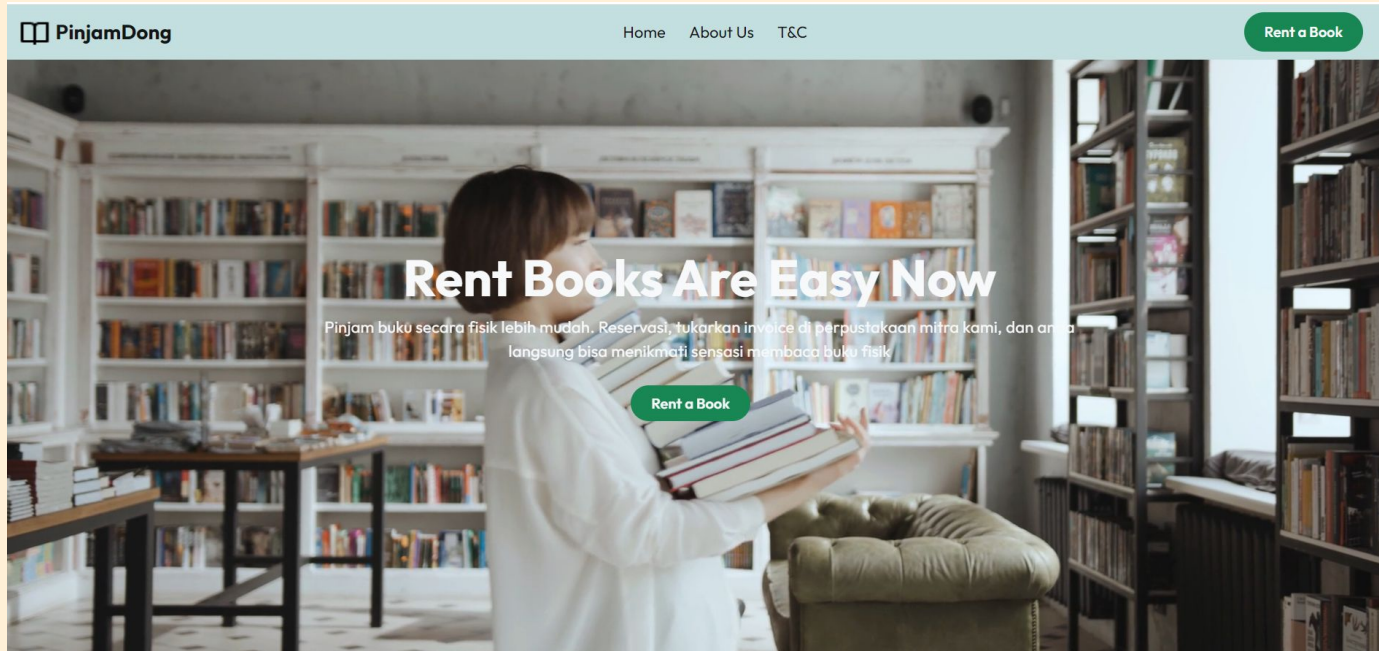 PinjamDong
Home
About Us
T&C
Rent a Book
Rent Books Are Easy Now
Pinjam buku secara fisik lebih mudah. Reservasi, tukarkan invoice di perpustakaan mitra kami, dan anda
langsung bisa menikmati sensasi membaca buku fisik
Rent a Book